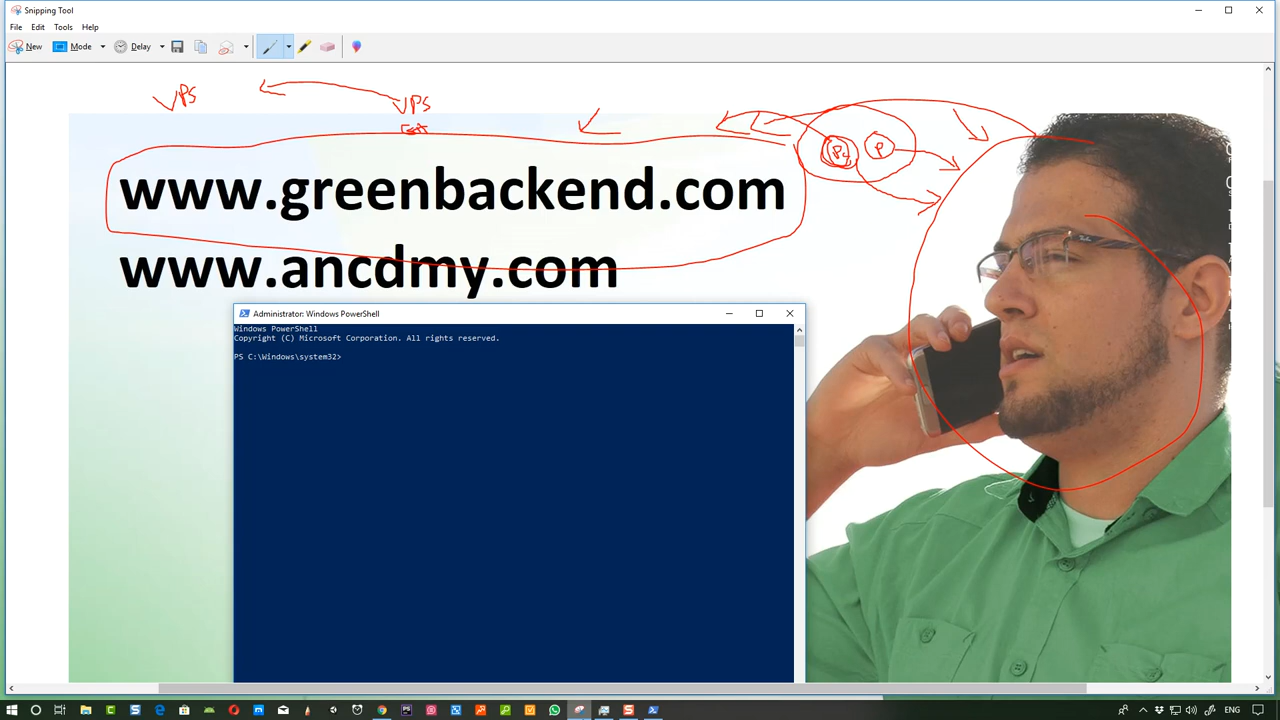 Snipping Tool
File Edit Tools Help
New Mode Delay
VPS VPS
P
www.greenbackend.com
www.ancdmy.com
Administrator: Windows PowerShell
Windows PowerShell
Copyright (C) Microsoft Corporation. All rights reserved.
PS C:\Windows\system32>
ENG